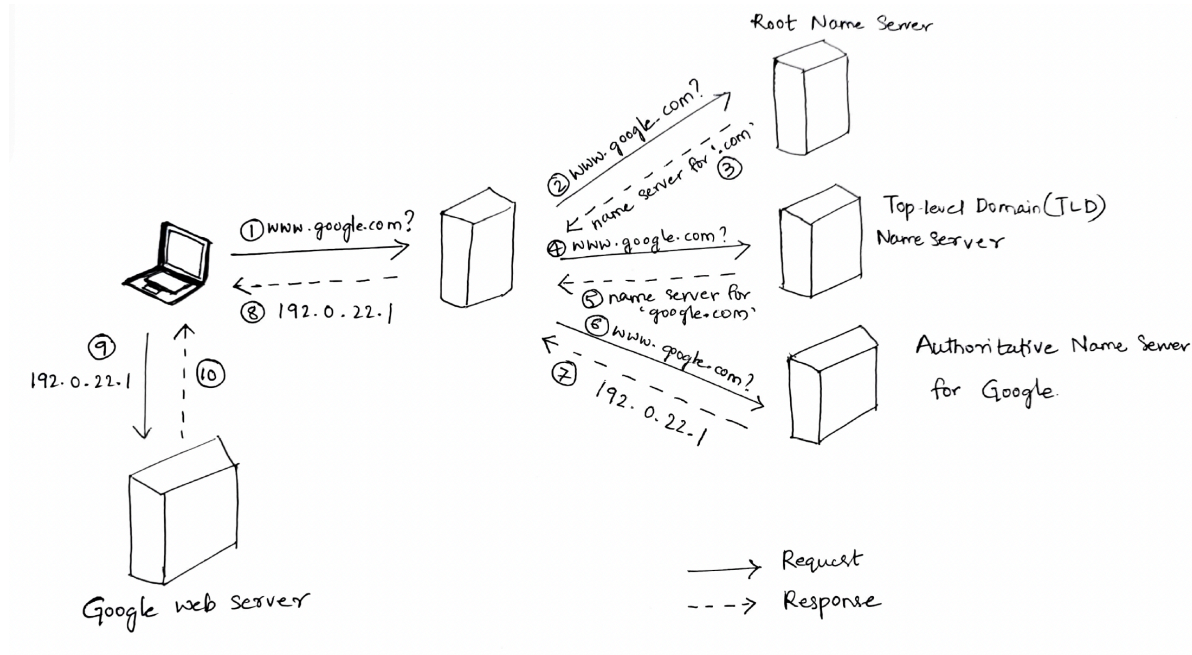 Root Name Server
② www.google.com?
name server for '.com'
③
Top-level Domain (TLD)
Name Server
① www.google.com?
④ www.google.com?
⑧ 192.0.22.1
⑤ name server for
'google.com'
⑥ www.google.com?
⑦ 192.0.22.1
Authoritative Name Server
for Google.
⑨
192.0.22.1
⑩
Google web server
Request
Response